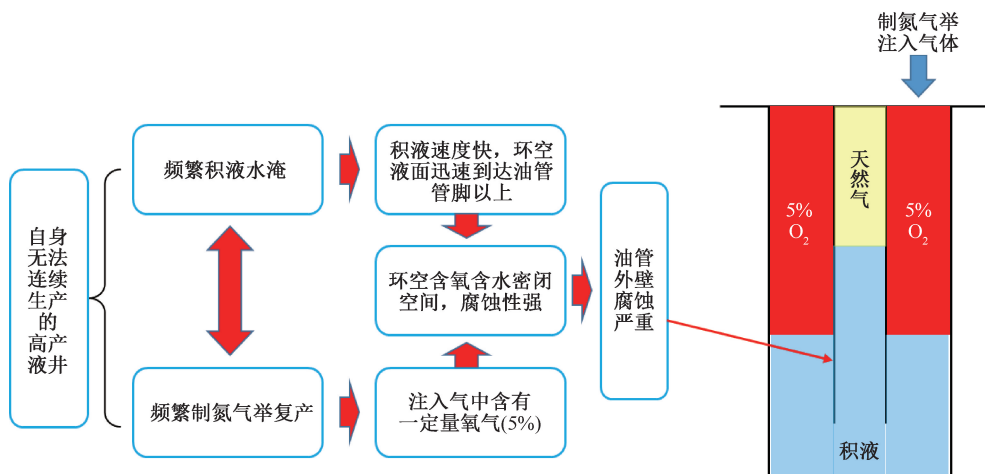 自身
无法
连续
生产
的
高产
液井
频繁积液水淹
频繁制氮气举复产
积液速度快，环空
液面迅速到达油管
管脚以上
环空含氧含水密闭
空间，腐蚀性强
注入气中含有
一定量氧气(5%)
油管
外壁
腐蚀
严重
制氮气举
注入气体
5%
O₂
天
然
气
5%
O₂
积液